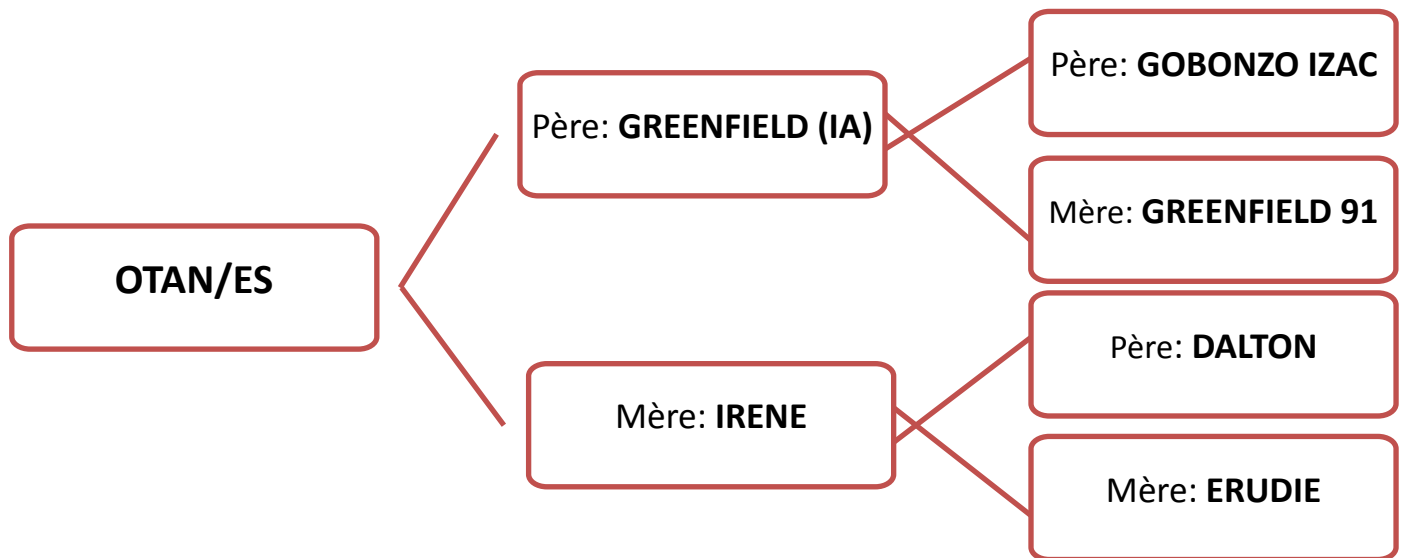 Père: GOBONZO IZAC
Père: GREENFIELD (IA)
Mère: GREENFIELD 91
OTAN/ES
Père: DALTON
Mère: IRENE
Mère: ERUDIE